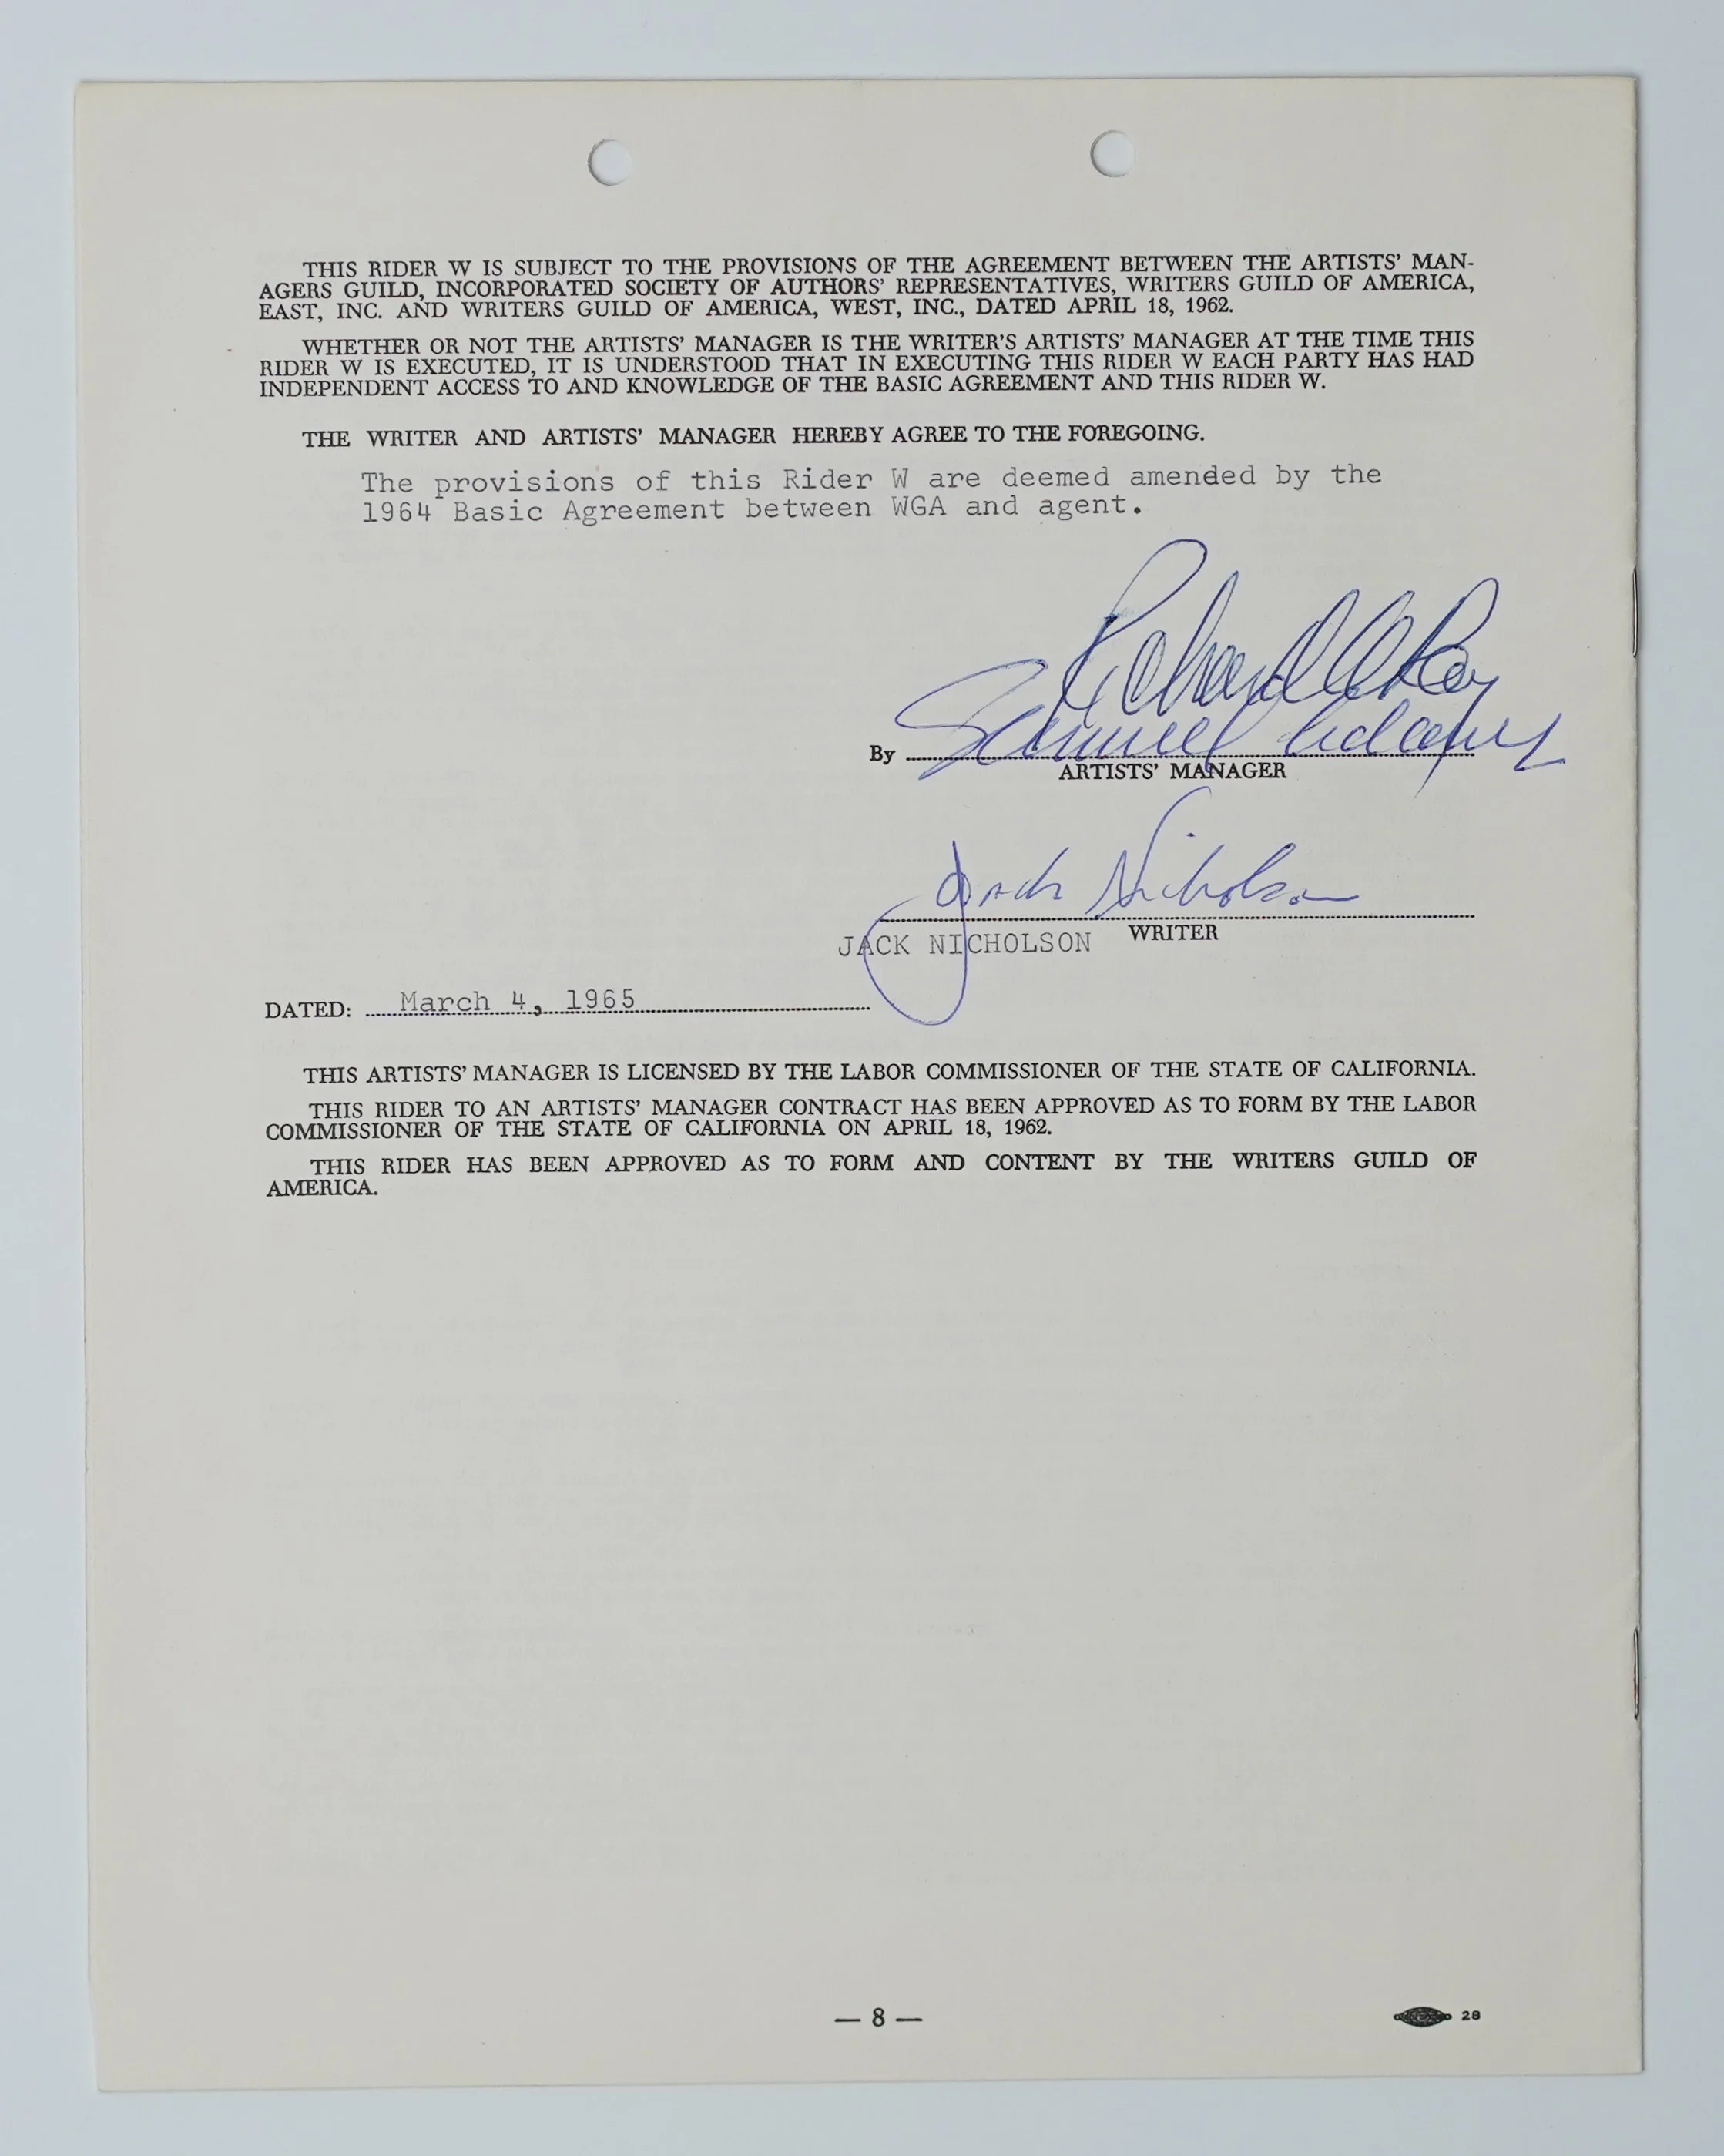 THIS RIDER W IS SUBJECT TO THE PROVISIONS OF THE AGREEMENT BETWEEN THE ARTISTS' MAN-
AGERS GUILD, INCORPORATED SOCIETY OF AUTHORS' REPRESENTATIVES, WRITERS GUILD OF AMERICA,
EAST, INC. AND WRITERS GUILD OF AMERICA, WEST, INC., DATED APRIL 18, 1962.
WHETHER OR NOT THE ARTISTS' MANAGER IS THE WRITER'S ARTISTS' MANAGER AT THE TIME THIS
RIDER W IS EXECUTED, IT IS UNDERSTOOD THAT IN EXECUTING THIS RIDER W EACH PARTY HAS HAD
INDEPENDENT ACCESS TO AND KNOWLEDGE OF THE BASIC AGREEMENT AND THIS RIDER W.
THE WRITER AND ARTISTS' MANAGER HEREBY AGREE TO THE FOREGOING.
The provisions of this Rider W are deemed amended by the
1964 Basic Agreement between WGA and agent.
Richard
By Samuel Adams
ARTISTS' MANAGER
Jack Nicholson
JACK NICHOLSON WRITER
DATED: March 4, 1965
THIS ARTISTS' MANAGER IS LICENSED BY THE LABOR COMMISSIONER OF THE STATE OF CALIFORNIA.
THIS RIDER TO AN ARTISTS' MANAGER CONTRACT HAS BEEN APPROVED AS TO FORM BY THE LABOR
COMMISSIONER OF THE STATE OF CALIFORNIA ON APRIL 18, 1962.
THIS RIDER HAS BEEN APPROVED AS TO FORM AND CONTENT BY THE WRITERS GUILD OF
AMERICA.
— 8 —
28